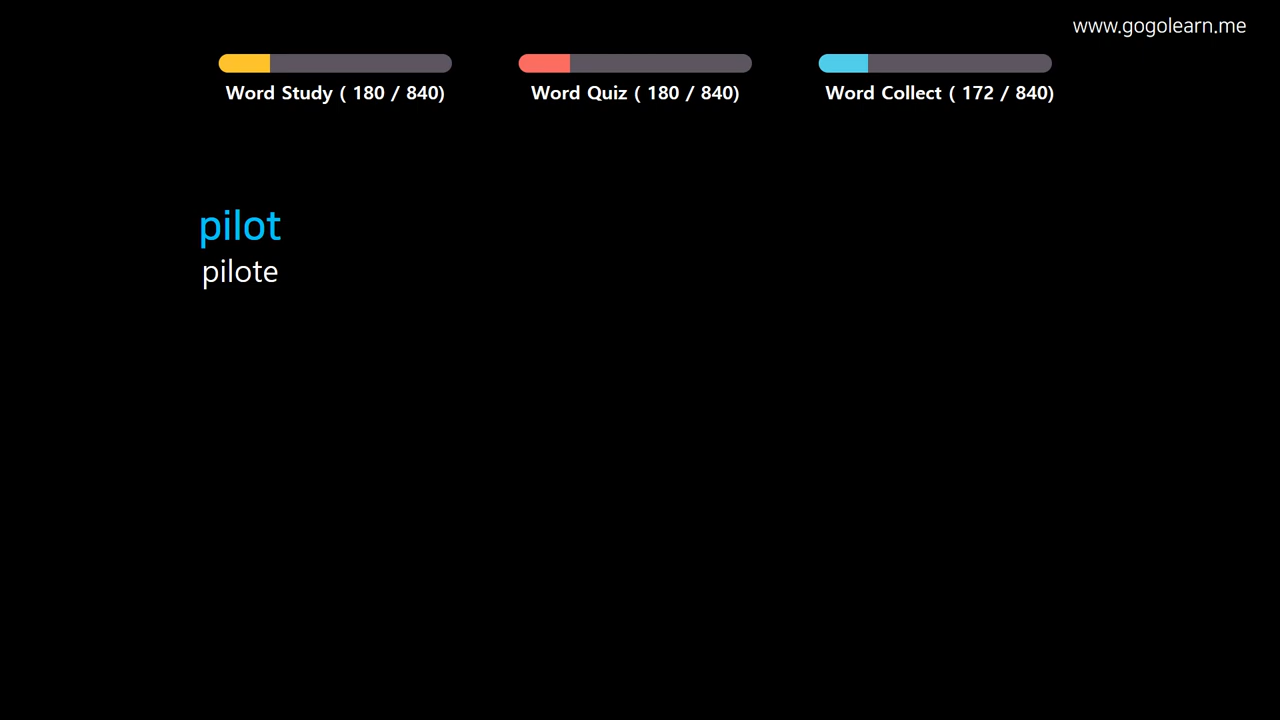 www.gogolearn.me
Word Study ( 180 / 840)
Word Quiz ( 180 / 840)
Word Collect ( 172 / 840)
pilot
pilote